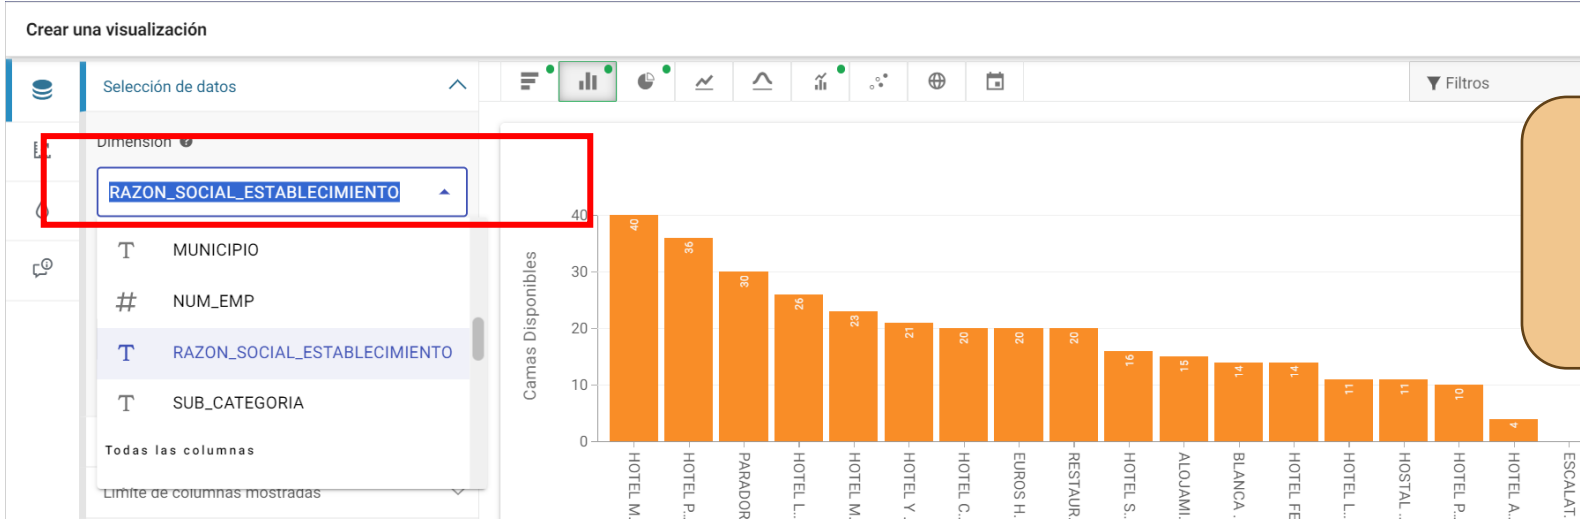 Crear una visualización
Selección de datos
Filtros
Dimensión
RAZON_SOCIAL_ESTABLECIMIENTO
MUNICIPIO
NUM_EMP
RAZON_SOCIAL_ESTABLECIMIENTO
SUB_CATEGORIA
Todas las columnas
Límite de columnas mostradas
Camas Disponibles
40
30
20
10
0
40
36
30
26
23
21
20
20
20
16
15
14
14
11
11
10
4
HOTEL M.
HOTEL P...
PARADOR
HOTEL L...
HOTEL M.
HOTEL Y .
HOTEL C..
EUROS H.
RESTAUR.
HOTEL S..
ALOJAMI.
BLANCA .
HOTEL FE
HOTEL L..
HOSTAL ..
HOTEL P...
HOTEL A..
ESCALAT.